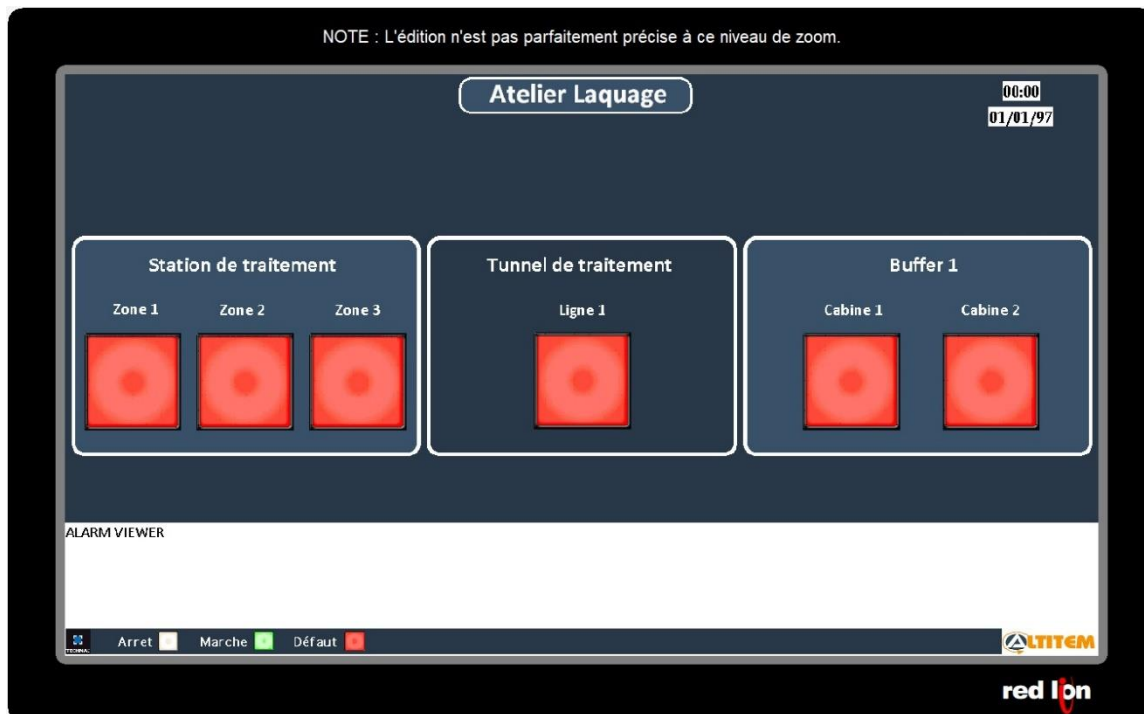 NOTE : L'édition n'est pas parfaitement précise à ce niveau de zoom.
Atelier Laquage
00:00
01/01/97
Station de traitement
Zone 1 Zone 2 Zone 3
Tunnel de traitement
Ligne 1
Buffer 1
Cabine 1 Cabine 2
ALARM VIEWER
TECHNAL
Arret Marche Défaut
ALTITEM
red lion